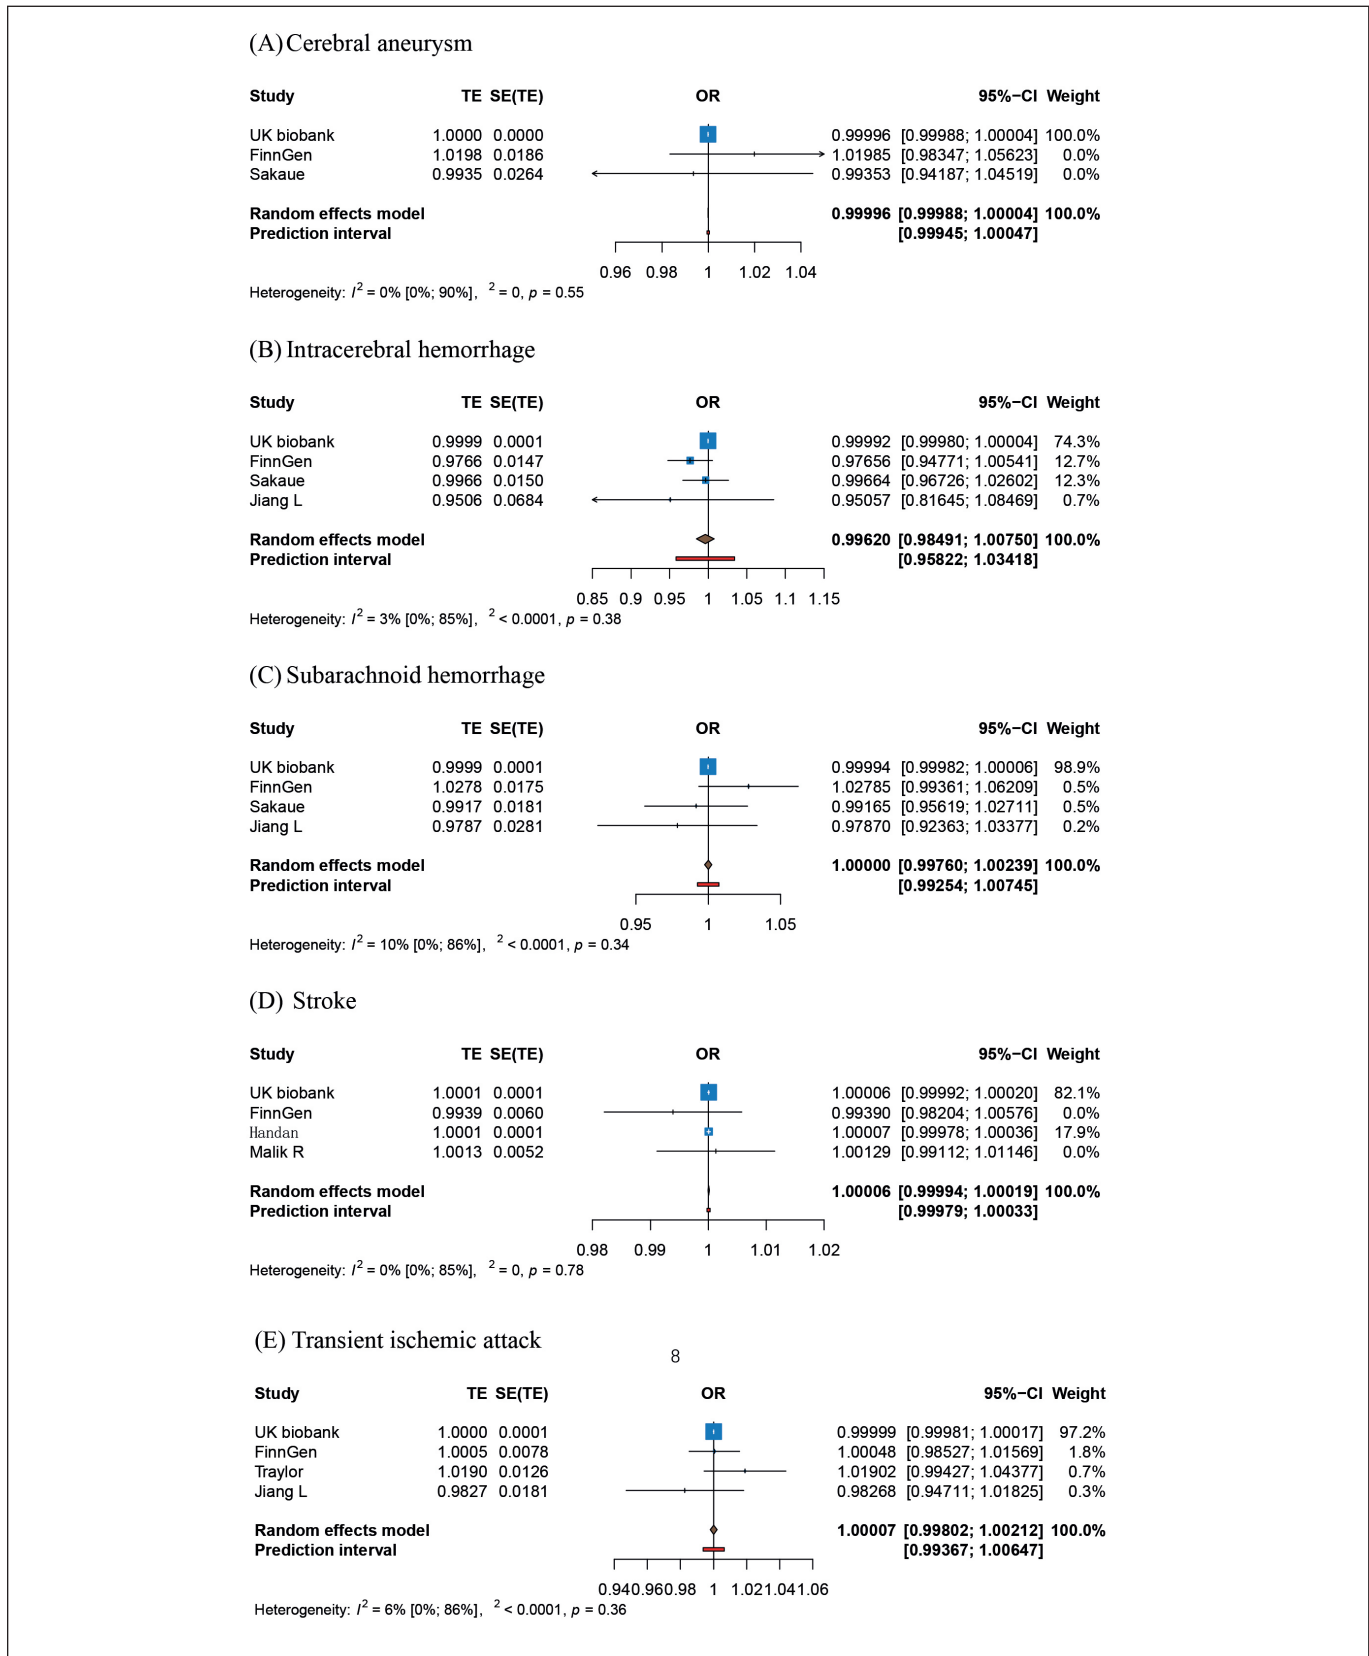 (A) Cerebral aneurysm
Study TE SE(TE) OR 95%−CI Weight
UK biobank 1.0000 0.0000 0.99996 [0.99988; 1.00004] 100.0%
FinnGen 1.0198 0.0186 1.01985 [0.98347; 1.05623] 0.0%
Sakaue 0.9935 0.0264 0.99353 [0.94187; 1.04519] 0.0%
Random effects model 0.99996 [0.99988; 1.00004] 100.0%
Prediction interval [0.99945; 1.00047]
0.96 0.98 1 1.02 1.04
Heterogeneity: I² = 0% [0%; 90%], ² = 0, p = 0.55
(B) Intracerebral hemorrhage
Study TE SE(TE) OR 95%−CI Weight
UK biobank 0.9999 0.0001 0.99992 [0.99980; 1.00004] 74.3%
FinnGen 0.9766 0.0147 0.97656 [0.94771; 1.00541] 12.7%
Sakaue 0.9966 0.0150 0.99664 [0.96726; 1.02602] 12.3%
Jiang L 0.9506 0.0684 0.95057 [0.81645; 1.08469] 0.7%
Random effects model 0.99620 [0.98491; 1.00750] 100.0%
Prediction interval [0.95822; 1.03418]
0.85 0.9 0.95 1 1.05 1.1 1.15
Heterogeneity: I² = 3% [0%; 85%], ² < 0.0001, p = 0.38
(C) Subarachnoid hemorrhage
Study TE SE(TE) OR 95%−CI Weight
UK biobank 0.9999 0.0001 0.99994 [0.99982; 1.00006] 98.9%
FinnGen 1.0278 0.0175 1.02785 [0.99361; 1.06209] 0.5%
Sakaue 0.9917 0.0181 0.99165 [0.95619; 1.02711] 0.5%
Jiang L 0.9787 0.0281 0.97870 [0.92363; 1.03377] 0.2%
Random effects model 1.00000 [0.99760; 1.00239] 100.0%
Prediction interval [0.99254; 1.00745]
0.95 1 1.05
Heterogeneity: I² = 10% [0%; 86%], ² < 0.0001, p = 0.34
(D) Stroke
Study TE SE(TE) OR 95%−CI Weight
UK biobank 1.0001 0.0001 1.00006 [0.99992; 1.00020] 82.1%
FinnGen 0.9939 0.0060 0.99390 [0.98204; 1.00576] 0.0%
Handan 1.0001 0.0001 1.00007 [0.99978; 1.00036] 17.9%
Malik R 1.0013 0.0052 1.00129 [0.99112; 1.01146] 0.0%
Random effects model 1.00006 [0.99994; 1.00019] 100.0%
Prediction interval [0.99979; 1.00033]
0.98 0.99 1 1.01 1.02
Heterogeneity: I² = 0% [0%; 85%], ² = 0, p = 0.78
(E) Transient ischemic attack
8
Study TE SE(TE) OR 95%−CI Weight
UK biobank 1.0000 0.0001 0.99999 [0.99981; 1.00017] 97.2%
FinnGen 1.0005 0.0078 1.00048 [0.98527; 1.01569] 1.8%
Traylor 1.0190 0.0126 1.01902 [0.99427; 1.04377] 0.7%
Jiang L 0.9827 0.0181 0.98268 [0.94711; 1.01825] 0.3%
Random effects model 1.00007 [0.99802; 1.00212] 100.0%
Prediction interval [0.99367; 1.00647]
0.94 0.96 0.98 1 1.02 1.04 1.06
Heterogeneity: I² = 6% [0%; 86%], ² < 0.0001, p = 0.36